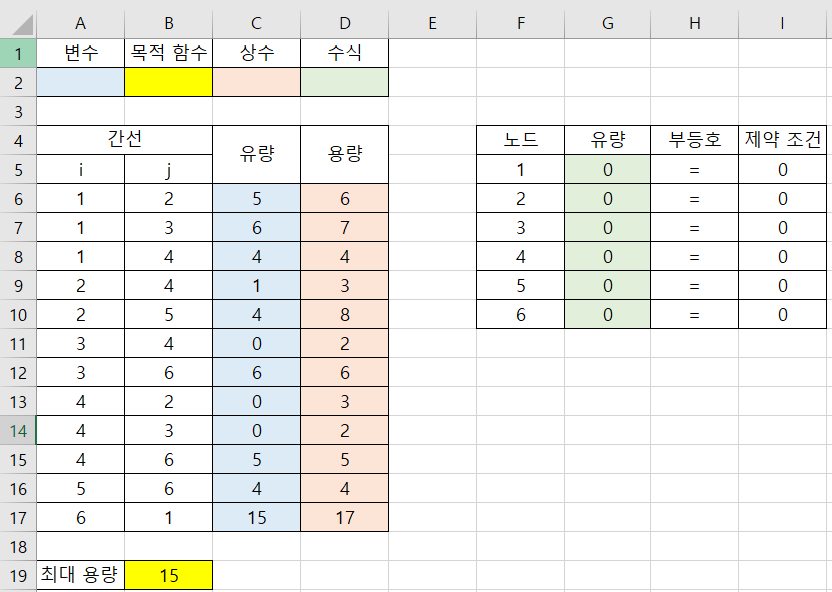 A B C D E F G H I
1 변수 목적 함수 상수 수식
2
3
4 간선 유량 용량 노드 유량 부등호 제약 조건
5 i j 1 0 = 0
6 1 2 5 6 2 0 = 0
7 1 3 6 7 3 0 = 0
8 1 4 4 4 4 0 = 0
9 2 4 1 3 5 0 = 0
10 2 5 4 8 6 0 = 0
11 3 4 0 2
12 3 6 6 6
13 4 2 0 3
14 4 3 0 2
15 4 6 5 5
16 5 6 4 4
17 6 1 15 17
18
19 최대 용량 15